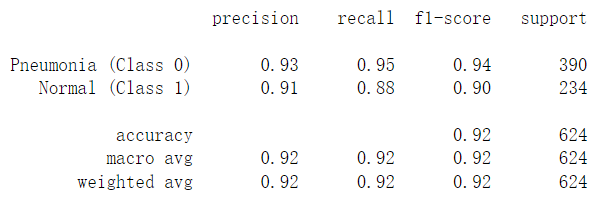 precision recall f1-score support
Pneumonia (Class 0) 0.93 0.95 0.94 390
Normal (Class 1) 0.91 0.88 0.90 234
accuracy 0.92 624
macro avg 0.92 0.92 0.92 624
weighted avg 0.92 0.92 0.92 624